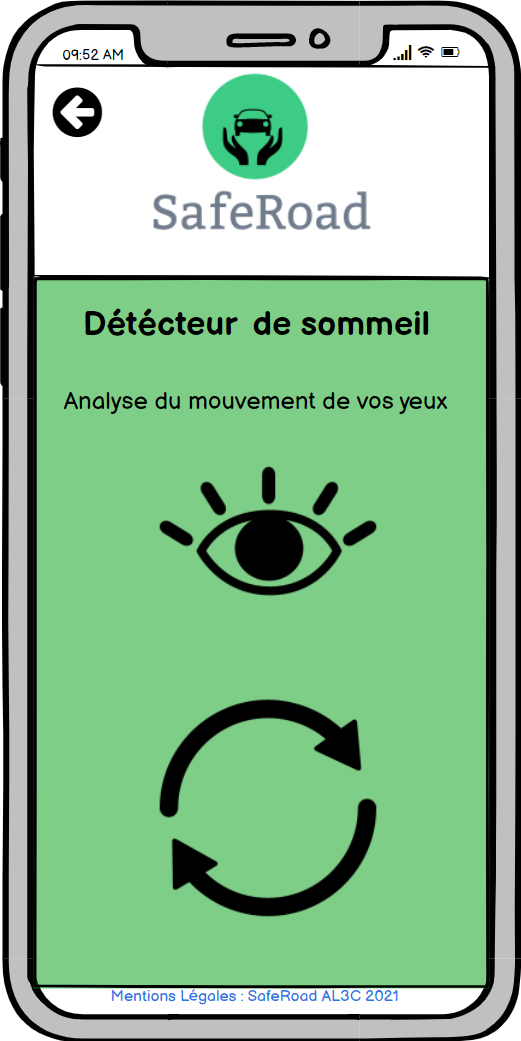 09:52 AM
SafeRoad
Détécteur de sommeil
Analyse du mouvement de vos yeux
Mentions Légales : SafeRoad AL3C 2021